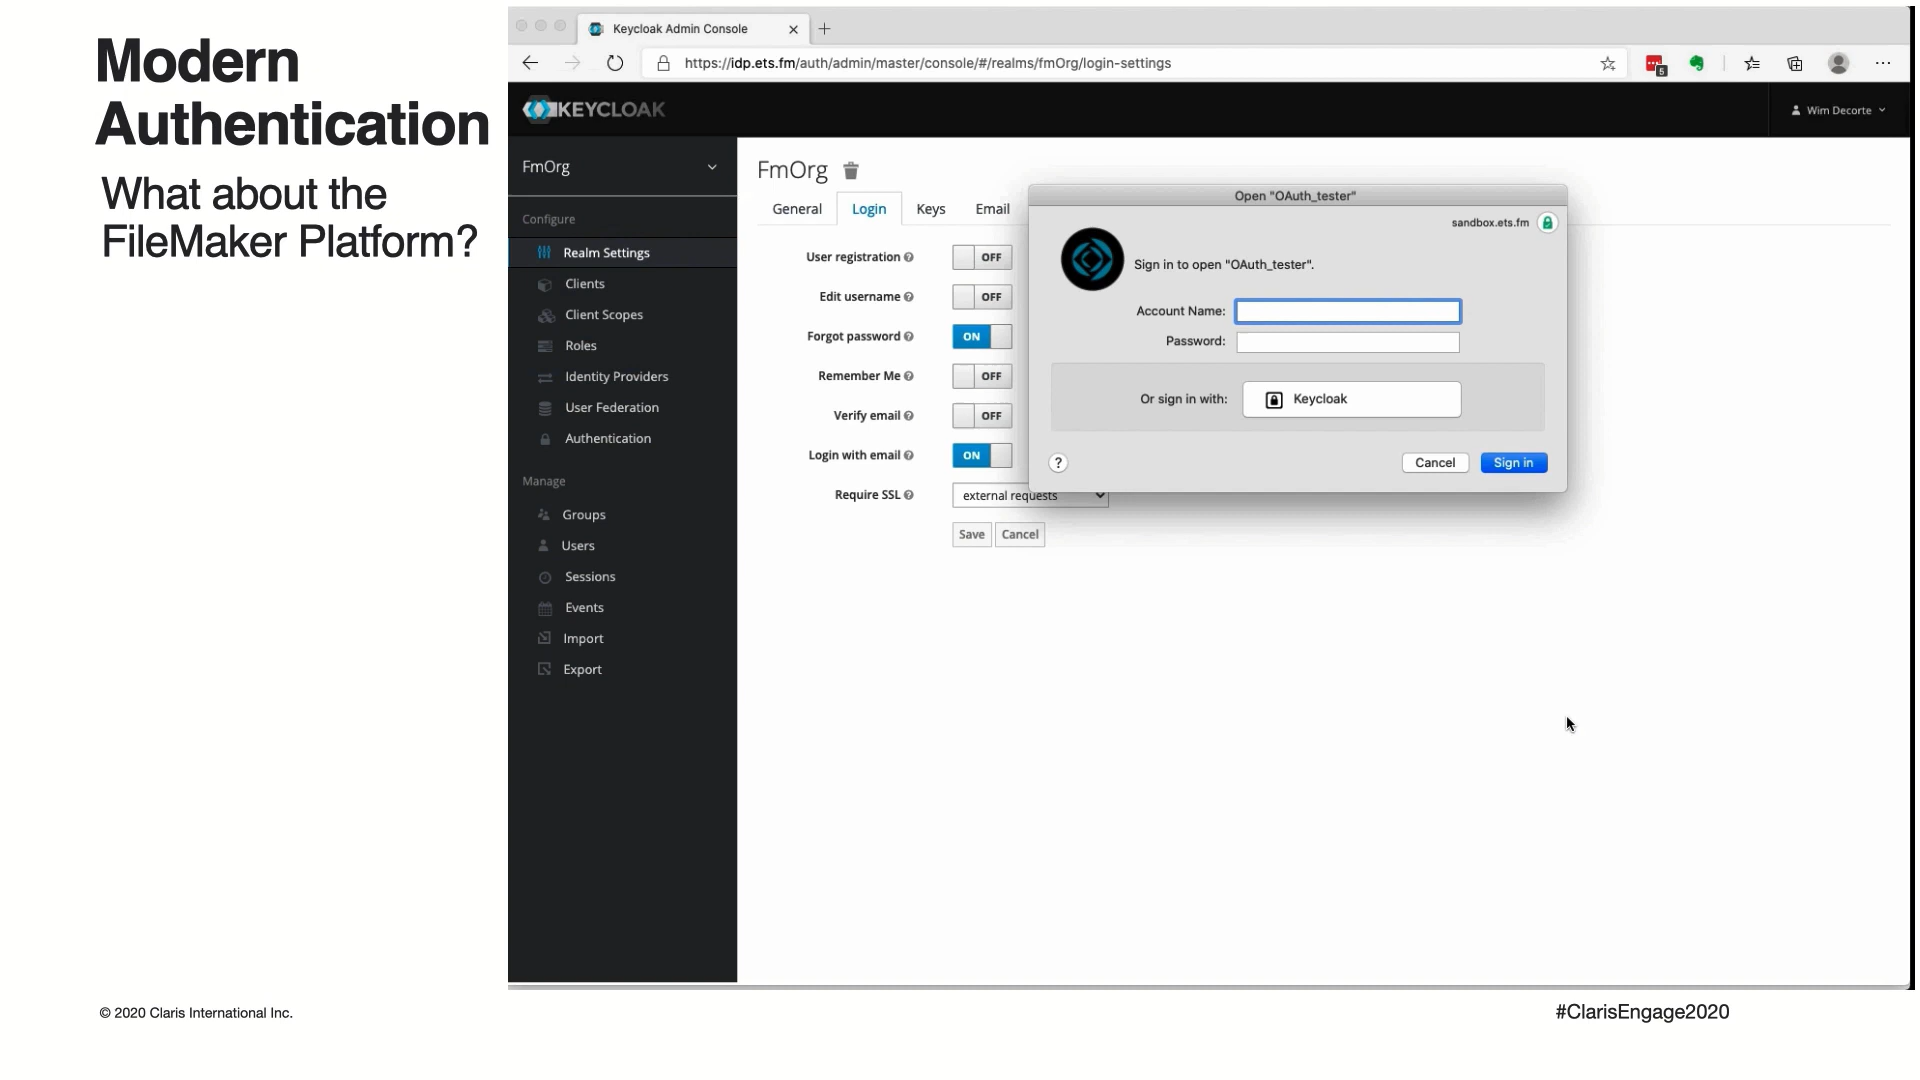 Modern
Authentication
What about the
FileMaker Platform?
Keycloak Admin Console
https://idp.ets.fm/auth/admin/master/console/#/realms/fmOrg/login-settings
5
KEYCLOAK
Wim Decorte
FmOrg
Configure
Realm Settings
Clients
Client Scopes
Roles
Identity Providers
User Federation
Authentication
Manage
Groups
Users
Sessions
Events
Import
Export
FmOrg
General Login Keys Email
User registration OFF
Edit username OFF
Forgot password ON
Remember Me OFF
Verify email OFF
Login with email ON
Require SSL external requests
Save Cancel
Open "OAuth_tester"
sandbox.ets.fm
Sign in to open "OAuth_tester".
Account Name:
Password:
Or sign in with: Keycloak
? Cancel Sign in
© 2020 Claris International Inc.
#ClarisEngage2020